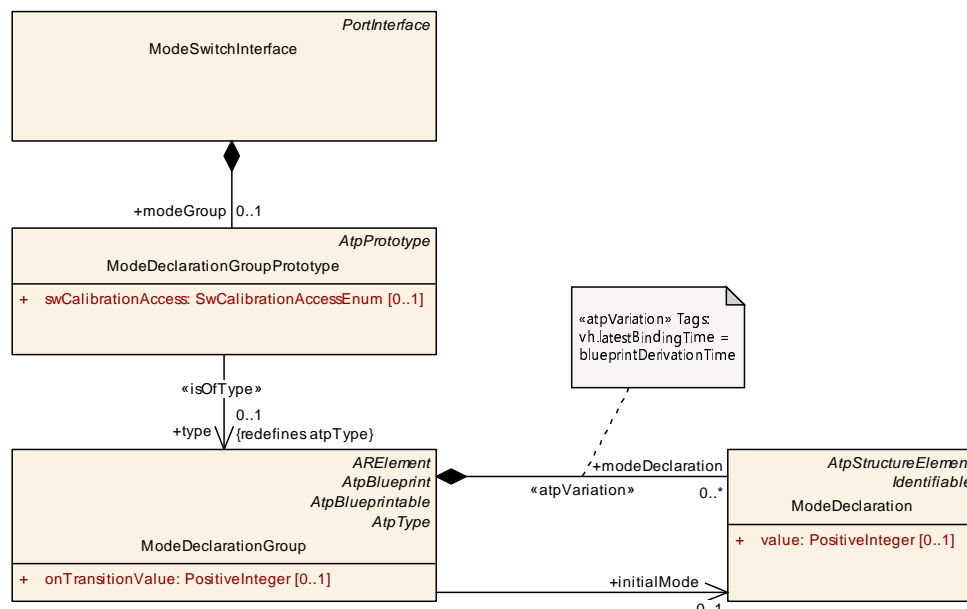 PortInterface
ModeSwitchInterface
+modeGroup 0..1
AtpPrototype
ModeDeclarationGroupPrototype
+ swCalibrationAccess: SwCalibrationAccessEnum [0..1]
«atpVariation» Tags:
vh.latestBindingTime =
blueprintDerivationTime
«isOfType»
0..1
+type {redefines atpType}
ARElement
AtpBlueprint
AtpBlueprintable
AtpType
ModeDeclarationGroup
+ onTransitionValue: PositiveInteger [0..1]
+modeDeclaration
«atpVariation» 0..*
AtpStructureElement
Identifiable
ModeDeclaration
+ value: PositiveInteger [0..1]
+initialMode
0..1